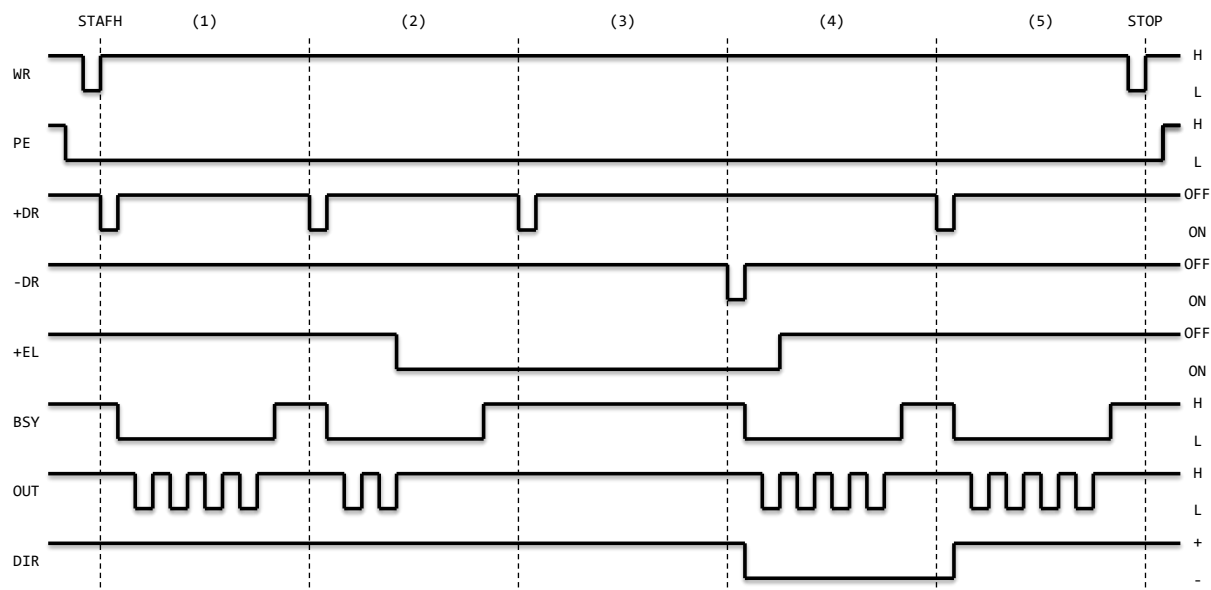 STAFH (1) (2) (3) (4) (5) STOP
WR H
L
PE H
L
+DR OFF
ON
-DR OFF
ON
+EL OFF
ON
BSY H
L
OUT H
L
DIR +
-